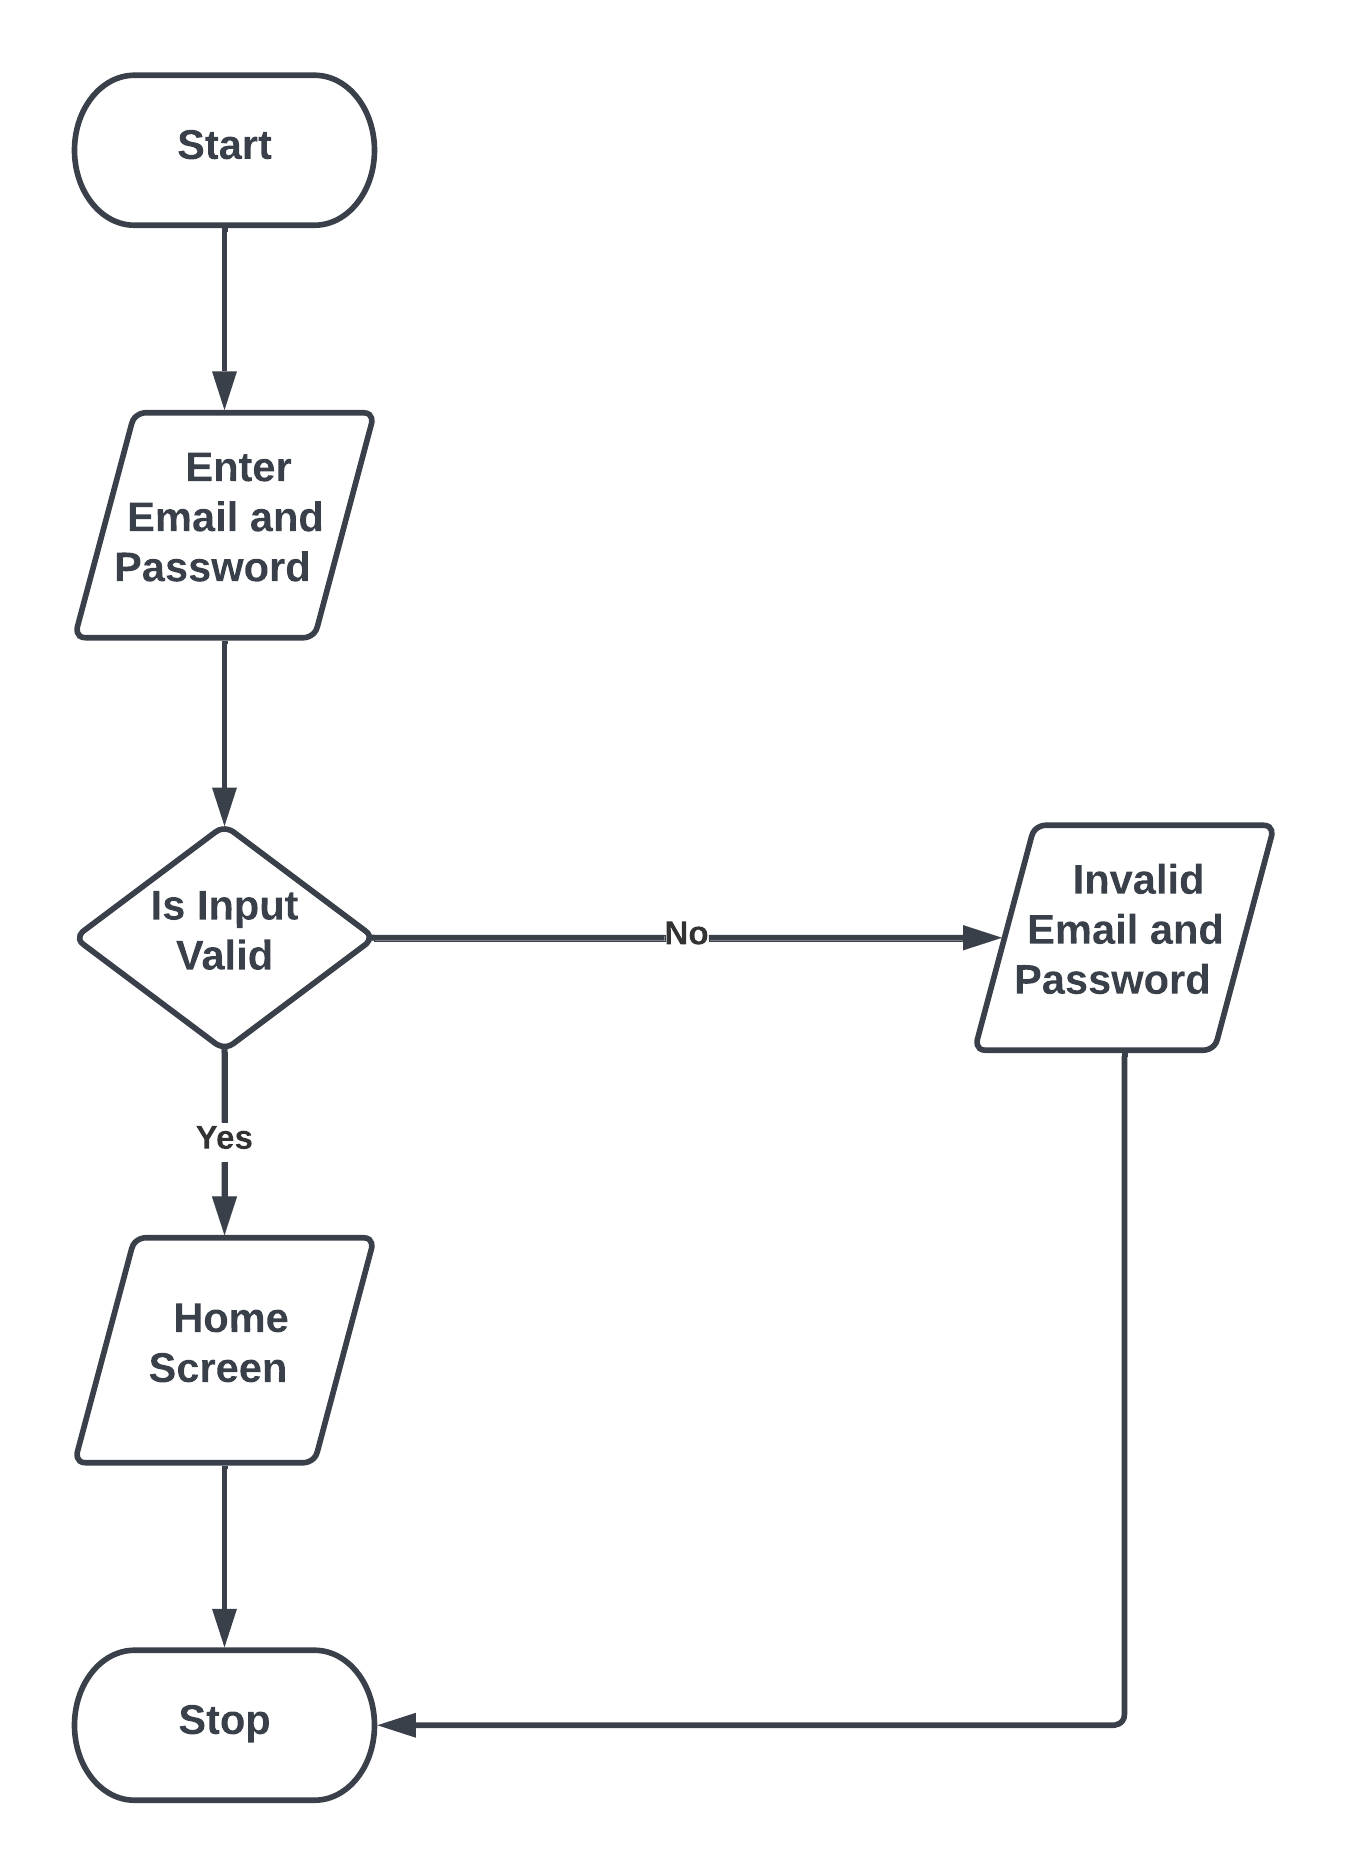 Start
Enter
Email and
Password
Is Input
Valid
No
Invalid
Email and
Password
Yes
Home
Screen
Stop